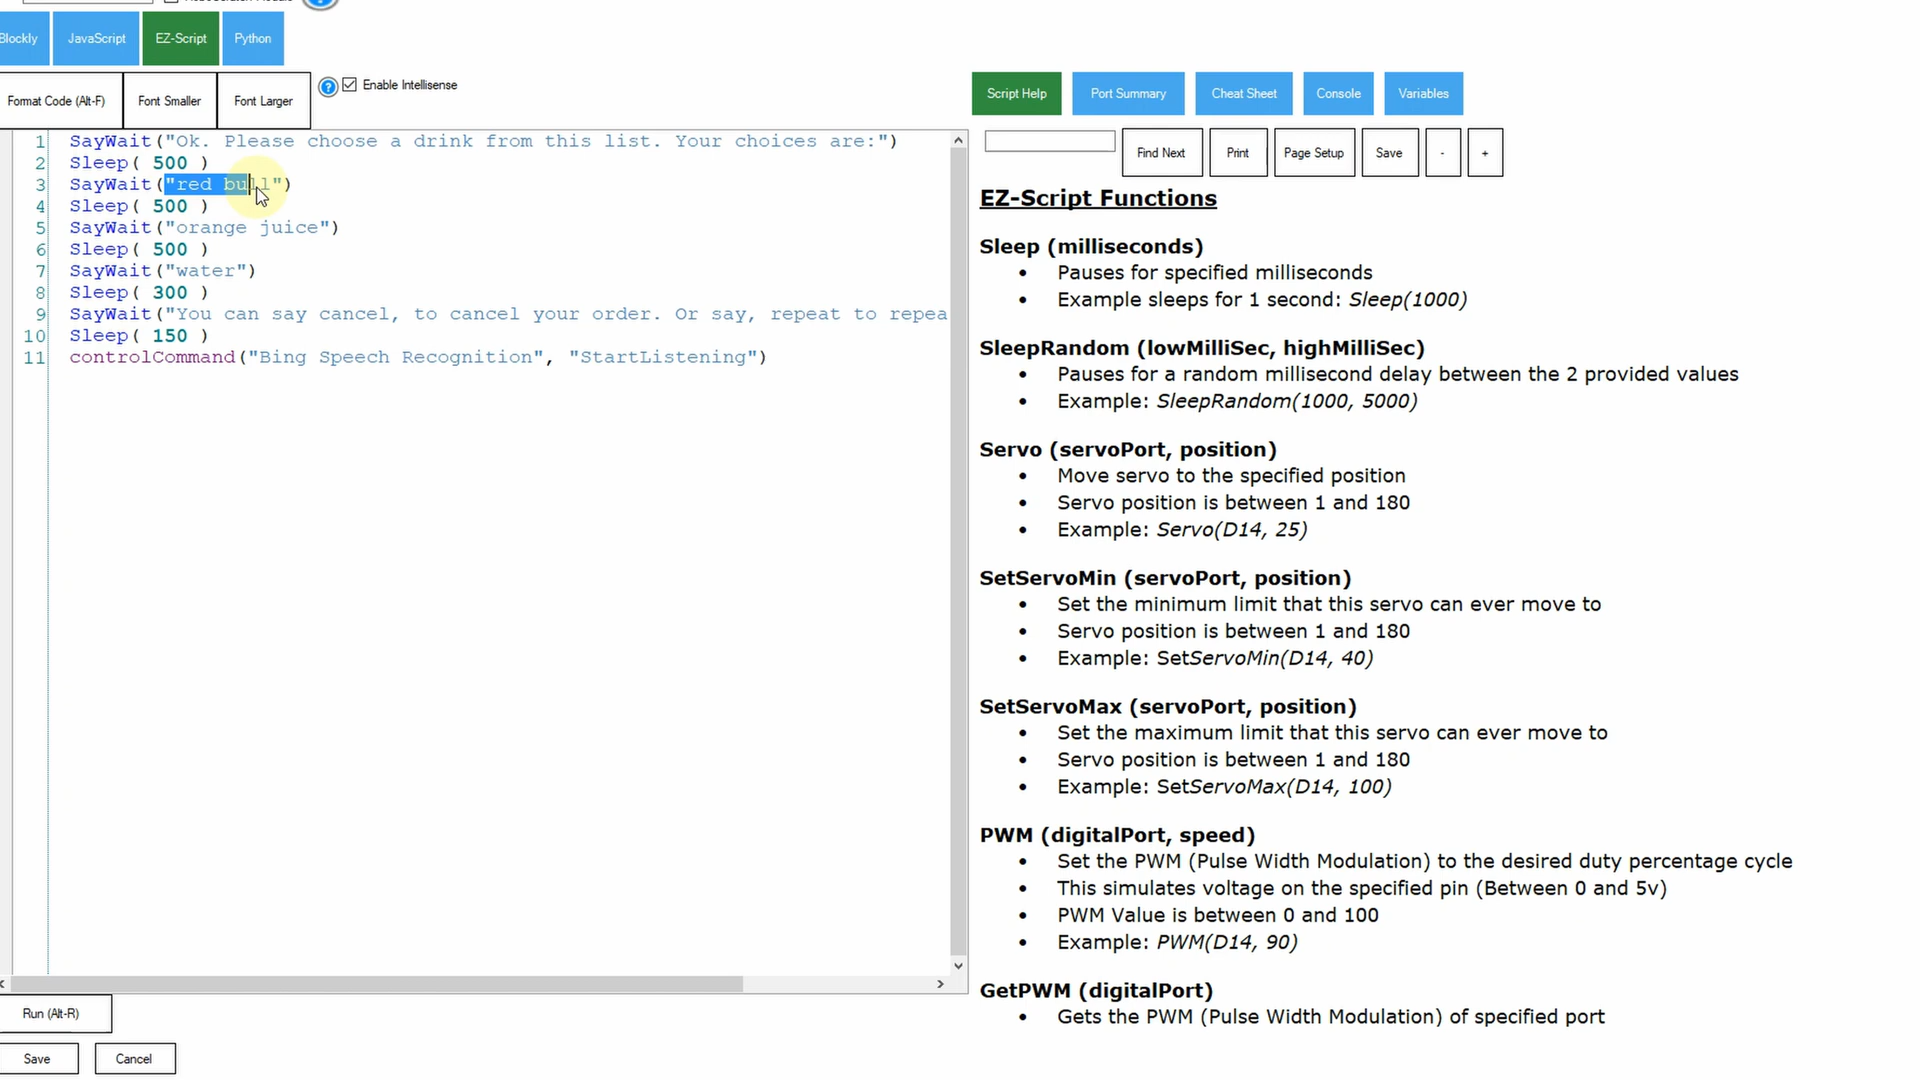 Blockly
JavaScript
EZ-Script
Python
Format Code (Alt-F)
Font Smaller
Font Larger
Enable Intellisense
1 SayWait("Ok. Please choose a drink from this list. Your choices are:")
2 Sleep( 500 )
3 SayWait("red bull")
4 Sleep( 500 )
5 SayWait("orange juice")
6 Sleep( 500 )
7 SayWait("water")
8 Sleep( 300 )
9 SayWait("You can say cancel, to cancel your order. Or say, repeat to repea
10 Sleep( 150 )
11 controlCommand("Bing Speech Recognition", "StartListening")
Run (Alt-R)
Save
Cancel
Script Help
Port Summary
Cheat Sheet
Console
Variables
Find Next
Print
Page Setup
Save
-
+
EZ-Script Functions
Sleep (milliseconds)
• Pauses for specified milliseconds
• Example sleeps for 1 second: Sleep(1000)
SleepRandom (lowMilliSec, highMilliSec)
• Pauses for a random millisecond delay between the 2 provided values
• Example: SleepRandom(1000, 5000)
Servo (servoPort, position)
• Move servo to the specified position
• Servo position is between 1 and 180
• Example: Servo(D14, 25)
SetServoMin (servoPort, position)
• Set the minimum limit that this servo can ever move to
• Servo position is between 1 and 180
• Example: SetServoMin(D14, 40)
SetServoMax (servoPort, position)
• Set the maximum limit that this servo can ever move to
• Servo position is between 1 and 180
• Example: SetServoMax(D14, 100)
PWM (digitalPort, speed)
• Set the PWM (Pulse Width Modulation) to the desired duty percentage cycle
• This simulates voltage on the specified pin (Between 0 and 5v)
• PWM Value is between 0 and 100
• Example: PWM(D14, 90)
GetPWM (digitalPort)
• Gets the PWM (Pulse Width Modulation) of specified port